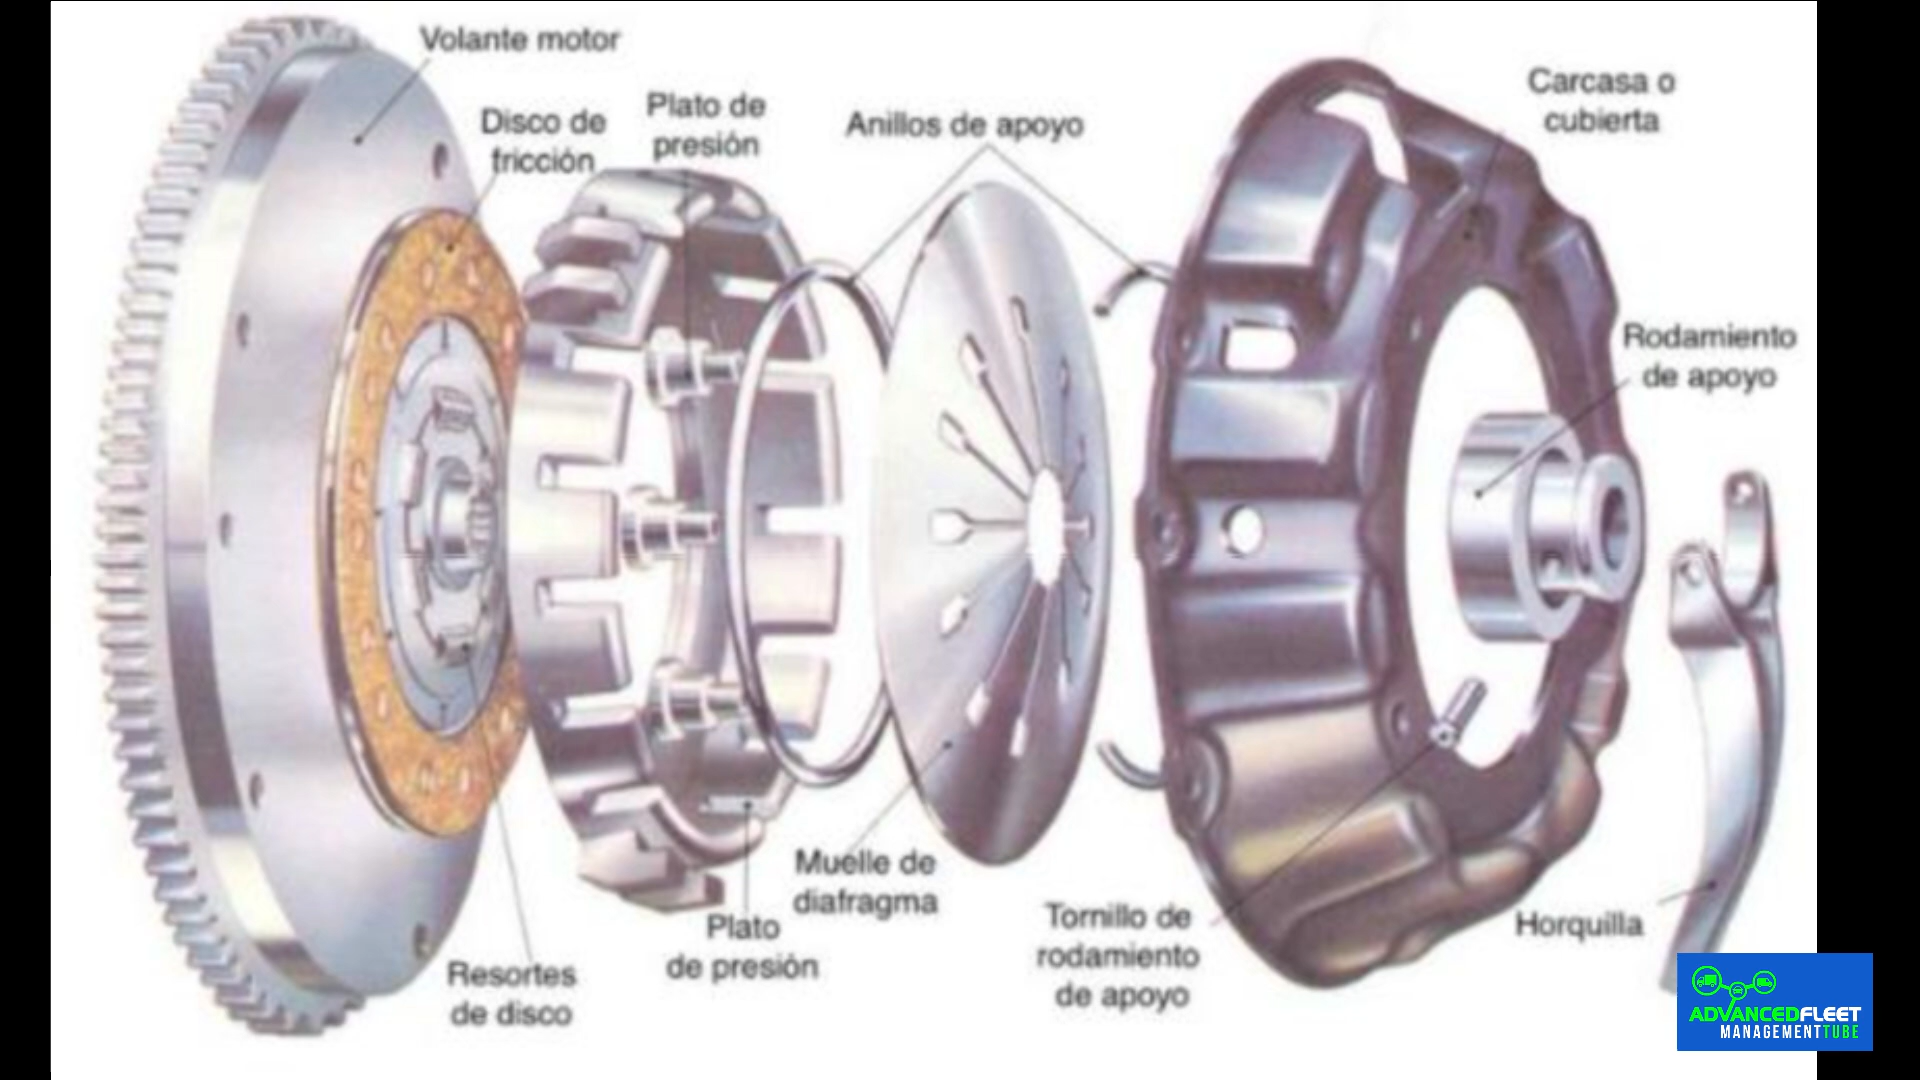 Volante motor
Disco de
fricción
Plato de
presión
Anillos de apoyo
Carcasa o
cubierta
Rodamiento
de apoyo
Muelle de
diafragma
Plato
de presión
Resortes
de disco
Tornillo de
rodamiento
de apoyo
Horquilla
ADVANCEDFLEET
MANAGEMENTTUBE